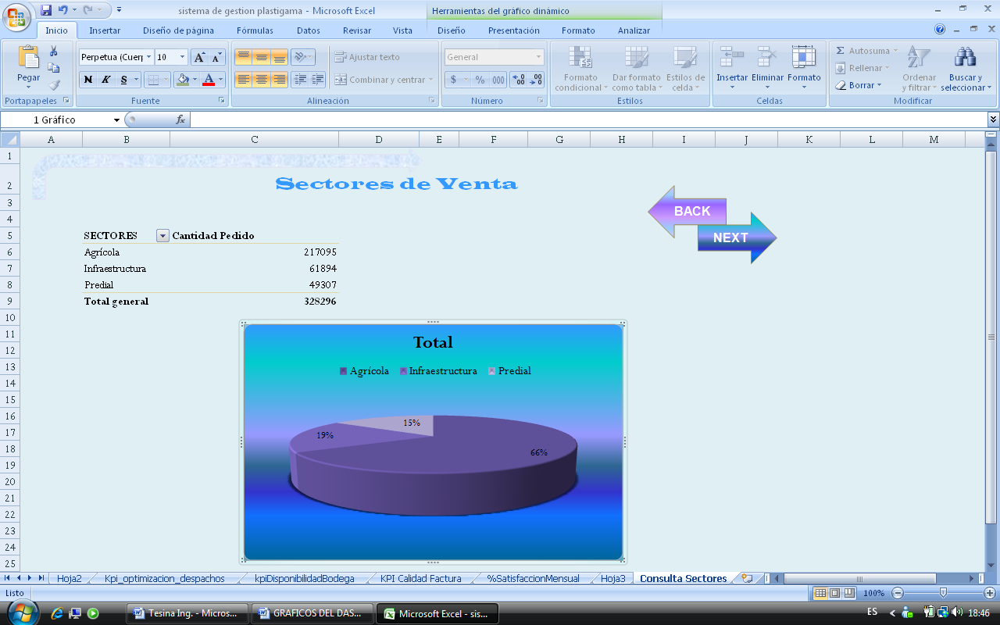 sistema de gestion plastigama - Microsoft Excel
Herramientas del gráfico dinámico
Inicio Insertar Diseño de página Fórmulas Datos Revisar Vista Diseño Presentación Formato Analizar
Pegar
Portapapeles
Perpetua (Cuerp 10
N K S
Fuente
Ajustar texto
Combinar y centrar
Alineación
General
$ % 000
Número
Formato condicional
Dar formato como tabla
Estilos de celda
Estilos
Insertar Eliminar Formato
Celdas
Autosuma
Rellenar
Borrar
Ordenar y filtrar
Buscar y seleccionar
Modificar
1 Gráfico fx
A B C D E F G H I J K L M
1
2 Sectores de Venta
3 BACK
4 NEXT
5 SECTORES Cantidad Pedido
6 Agrícola 217095
7 Infraestructura 61894
8 Predial 49307
9 Total general 328296
10
11 Total
12
13 Agrícola Infraestructura Predial
14
15
16 15%
17 19%
18 66%
19
20
21
22
23
24
25
Hoja2 Kpi_optimizacion_despachos kpiDisponibilidadBodega KPI Calidad Factura %SatisfaccionMensual Hoja3 Consulta Sectores
Listo 100%
Tesina Ing. - Micros... GRAFICOS DEL DAS... Microsoft Excel - sis... ES 18:46